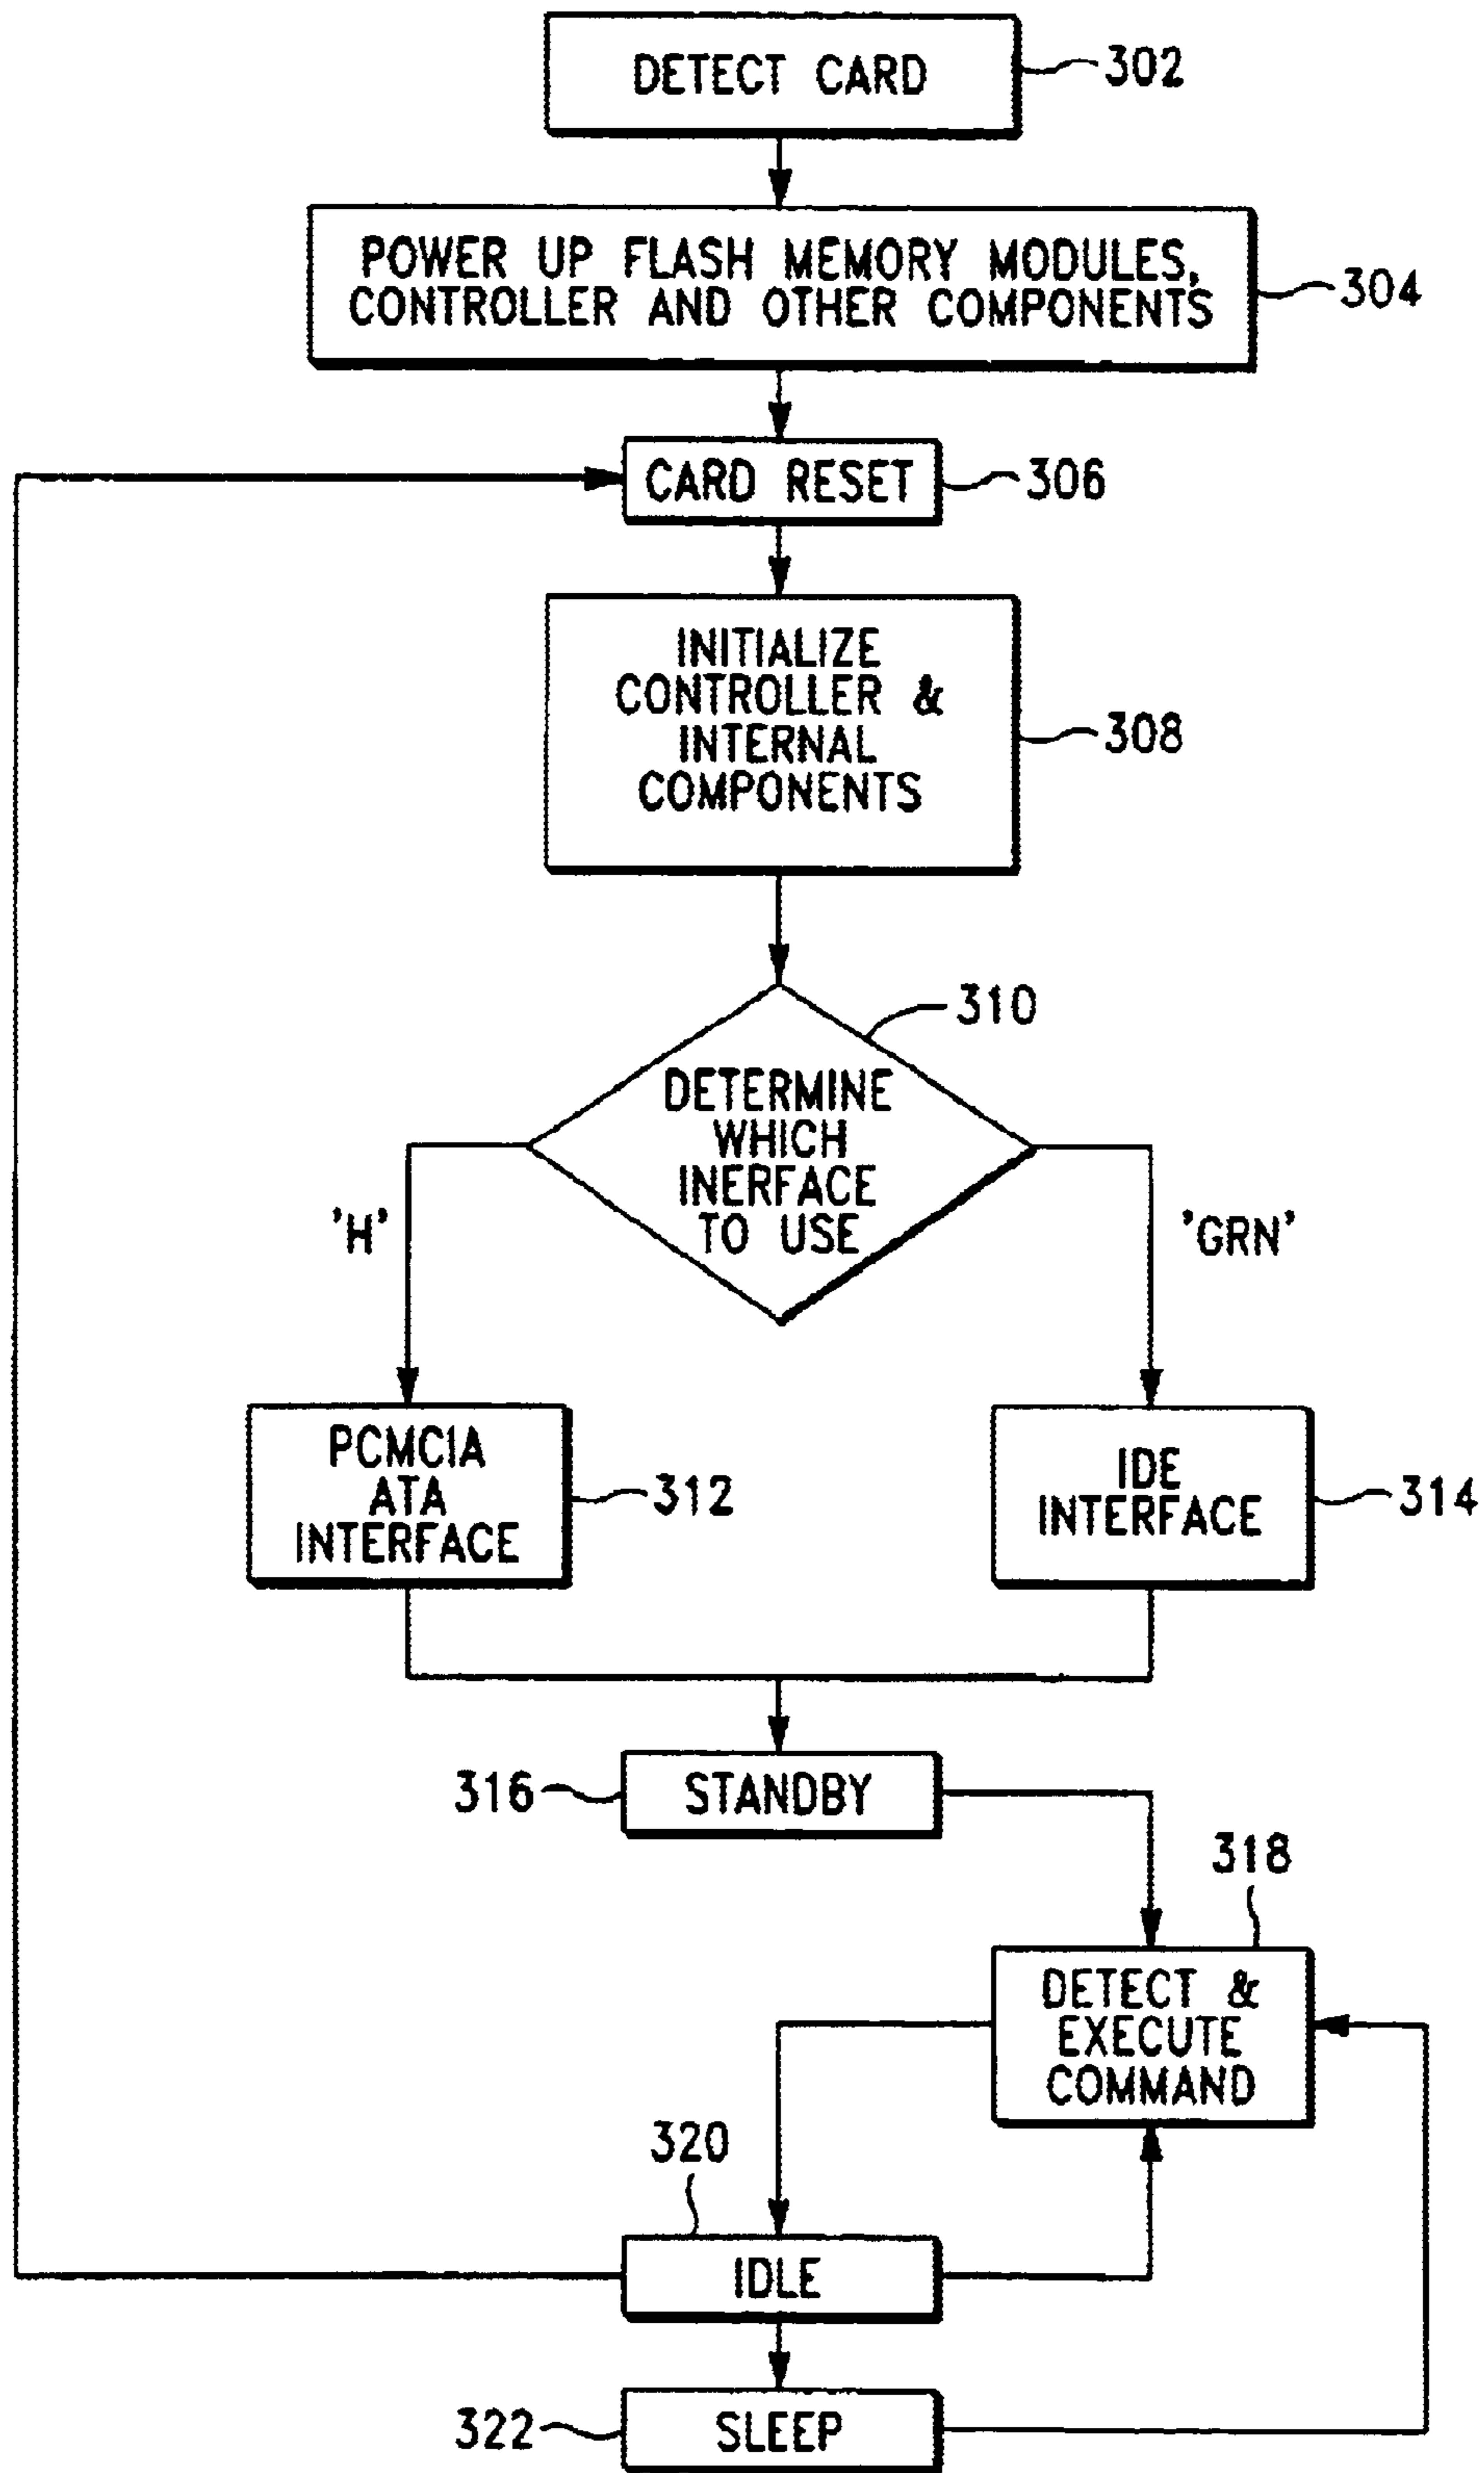 DETECT CARD
302
POWER UP FLASH MEMORY MODULES,
CONTROLLER AND OTHER COMPONENTS
304
CARD RESET
306
INITIALIZE
CONTROLLER &
INTERNAL
COMPONENTS
308
310
DETERMINE
WHICH
INERFACE
TO USE
'H'
'GRN'
PCMCIA
ATA
INTERFACE
312
IDE
INTERFACE
314
316
STANDBY
318
DETECT &
EXECUTE
COMMAND
320
IDLE
322
SLEEP